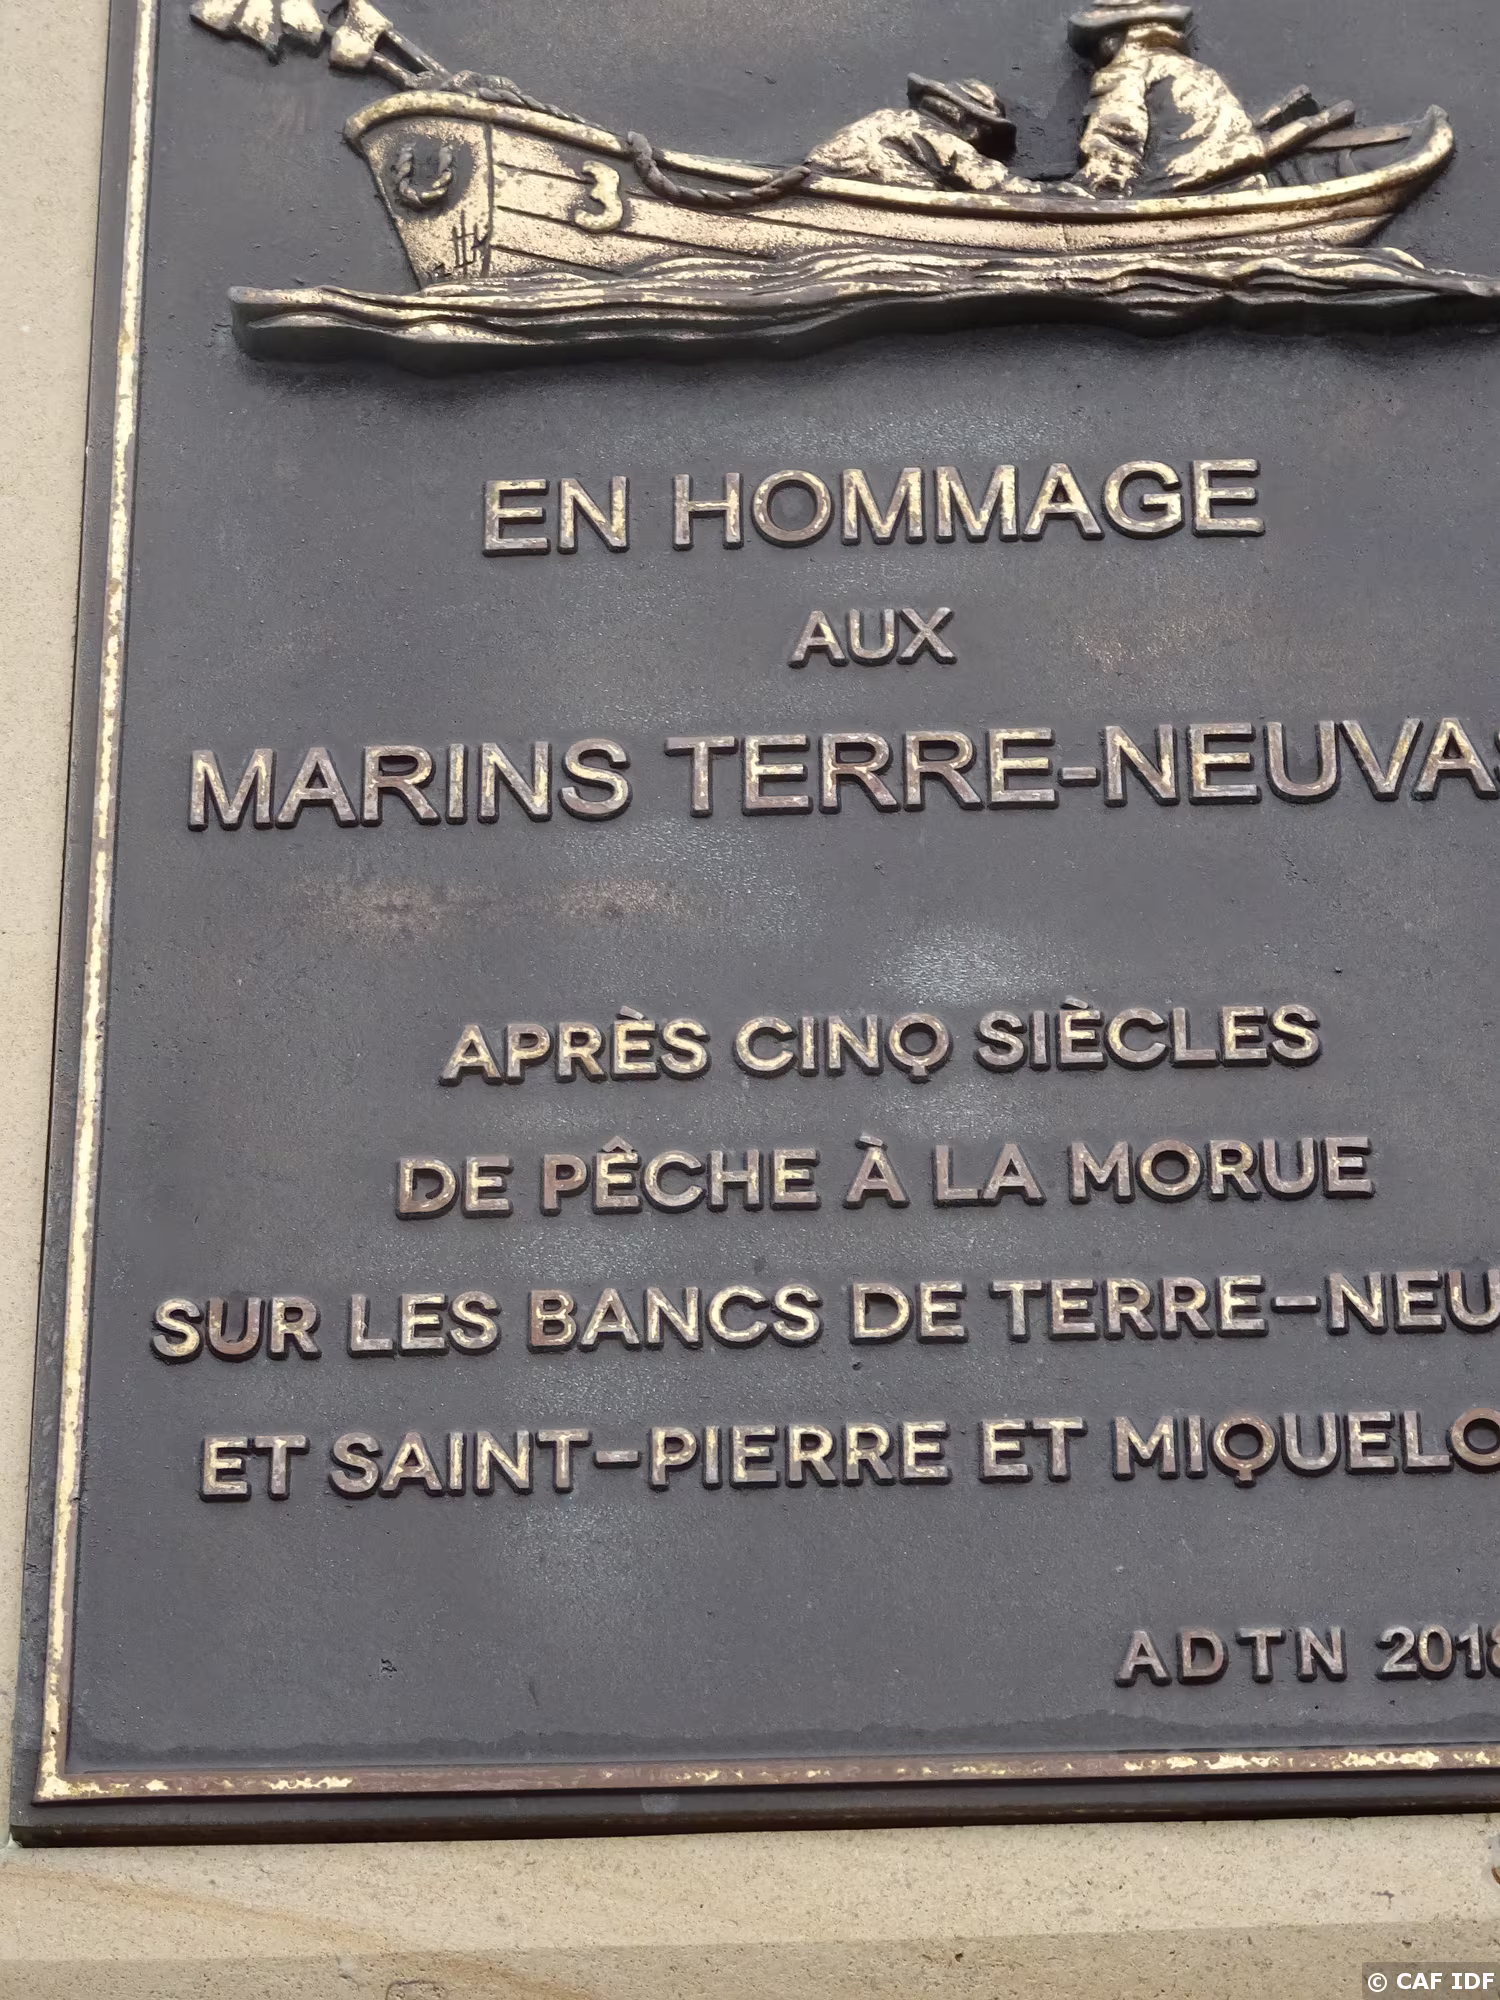 3
EN HOMMAGE
AUX
MARINS TERRE-NEUVAS
APRÈS CINQ SIÈCLES
DE PÊCHE À LA MORUE
SUR LES BANCS DE TERRE-NEU
ET SAINT-PIERRE ET MIQUELO
ADTN 2018
© CAF IDF